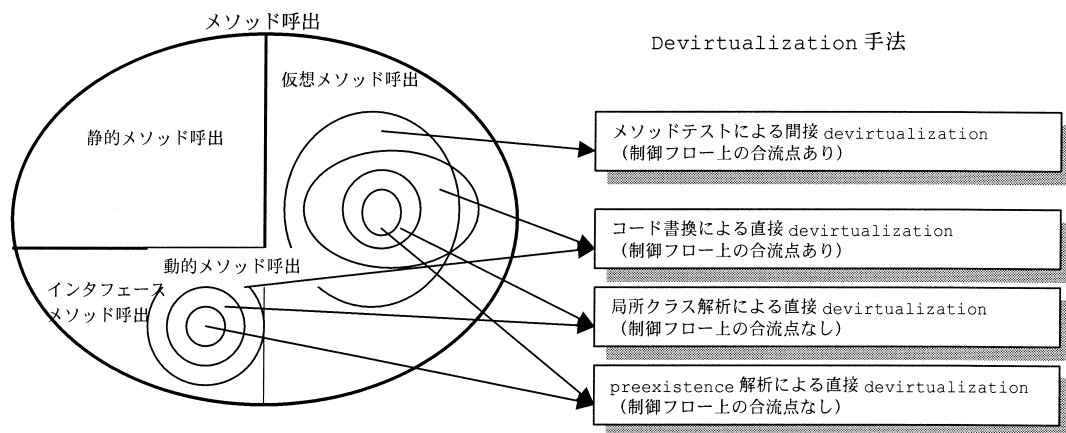 メソッド呼出
Devirtualization 手法
仮想メソッド呼出
静的メソッド呼出
メソッドテストによる間接 devirtualization
（制御フロー上の合流点あり）
コード書換による直接 devirtualization
（制御フロー上の合流点あり）
動的メソッド呼出
インタフェース
メソッド呼出
局所クラス解析による直接 devirtualization
（制御フロー上の合流点なし）
preexistence 解析による直接 devirtualization
（制御フロー上の合流点なし）